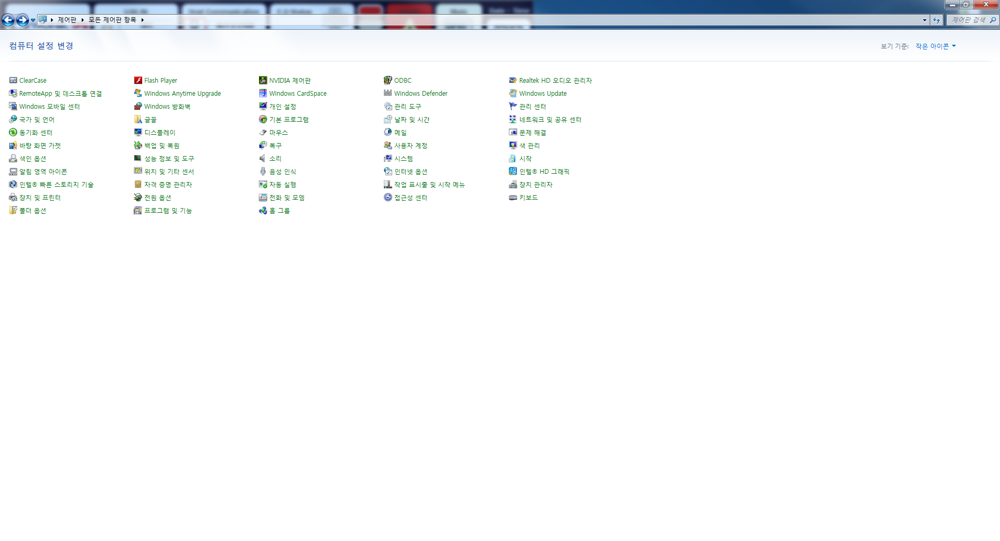 제어판 모든 제어판 항목 제어판 검색
컴퓨터 설정 변경 보기 기준: 작은 아이콘
ClearCase Flash Player NVIDIA 제어판 ODBC Realtek HD 오디오 관리자
RemoteApp 및 데스크톱 연결 Windows Anytime Upgrade Windows CardSpace Windows Defender Windows Update
Windows 모바일 센터 Windows 방화벽 개인 설정 관리 도구 관리 센터
국가 및 언어 글꼴 기본 프로그램 날짜 및 시간 네트워크 및 공유 센터
동기화 센터 디스플레이 마우스 메일 문제 해결
바탕 화면 가젯 백업 및 복원 복구 사용자 계정 색 관리
색인 옵션 성능 정보 및 도구 소리 시스템 시작
알림 영역 아이콘 위치 및 기타 센서 음성 인식 인터넷 옵션 인텔® HD 그래픽
인텔® 빠른 스토리지 기술 자격 증명 관리자 자동 실행 작업 표시줄 및 시작 메뉴 장치 관리자
장치 및 프린터 전원 옵션 전화 및 모뎀 접근성 센터 키보드
폴더 옵션 프로그램 및 기능 홈 그룹